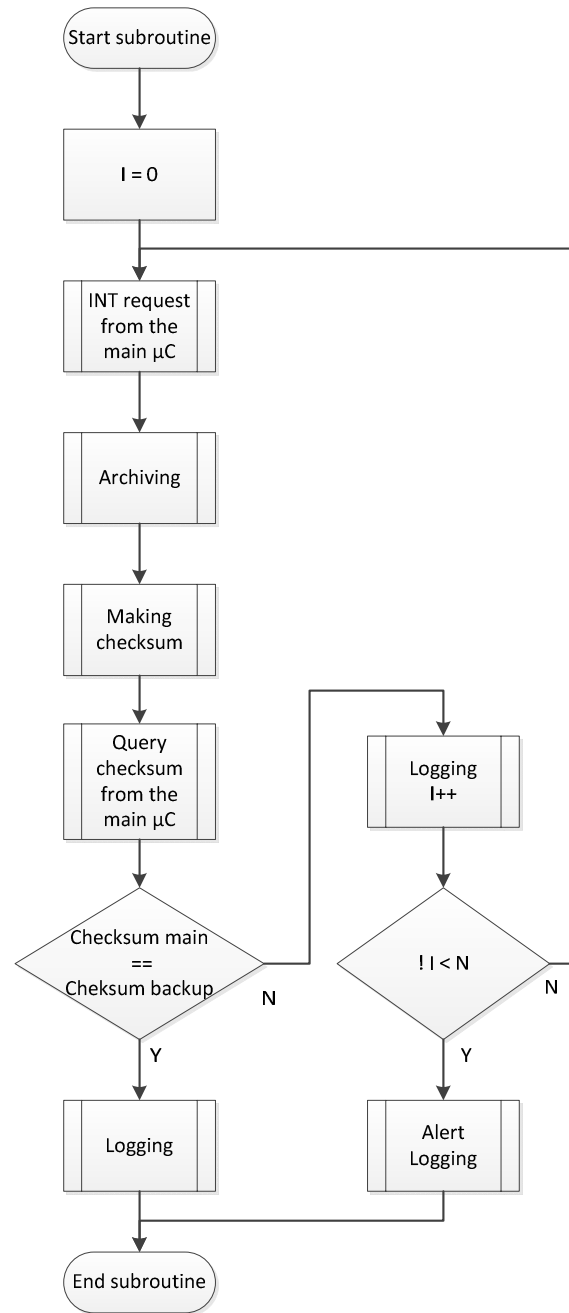 Start subroutine
I = 0
INT request
from the
main µC
Archiving
Making
checksum
Query
checksum
from the
main µC
Checksum main
==
Cheksum backup
N
Y
Logging
Logging
I++
! I < N
N
Y
Alert
Logging
End subroutine